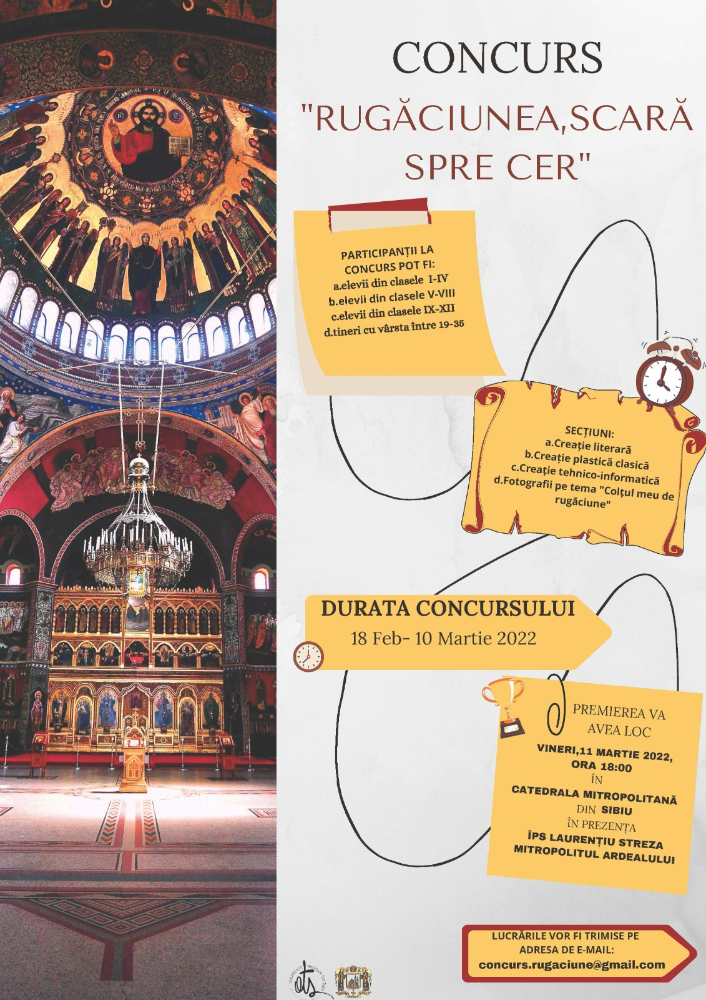 CONCURS
"RUGĂCIUNEA,SCARĂ
SPRE CER"
PARTICIPANȚII LA
CONCURS POT FI:
a.elevii din clasele I-IV
b.elevii din clasele V-VIII
c.elevii din clasele IX-XII
d.tineri cu vârsta între 19-35
SECȚIUNI:
a.Creație literară
b.Creație plastică clasică
c.Creație tehnico-informatică
d.Fotografii pe tema "Colțul meu de
rugăciune"
DURATA CONCURSULUI
18 Feb- 10 Martie 2022
PREMIEREA VA
AVEA LOC
VINERI,11 MARTIE 2022,
ORA 18:00
ÎN
CATEDRALA MITROPOLITANĂ
DIN SIBIU
ÎN PREZENȚA
ÎPS LAURENȚIU STREZA
MITROPOLITUL ARDEALULUI
LUCRĂRILE VOR FI TRIMISE PE
ADRESA DE E-MAIL:
concurs.rugaciune@gmail.com
ots